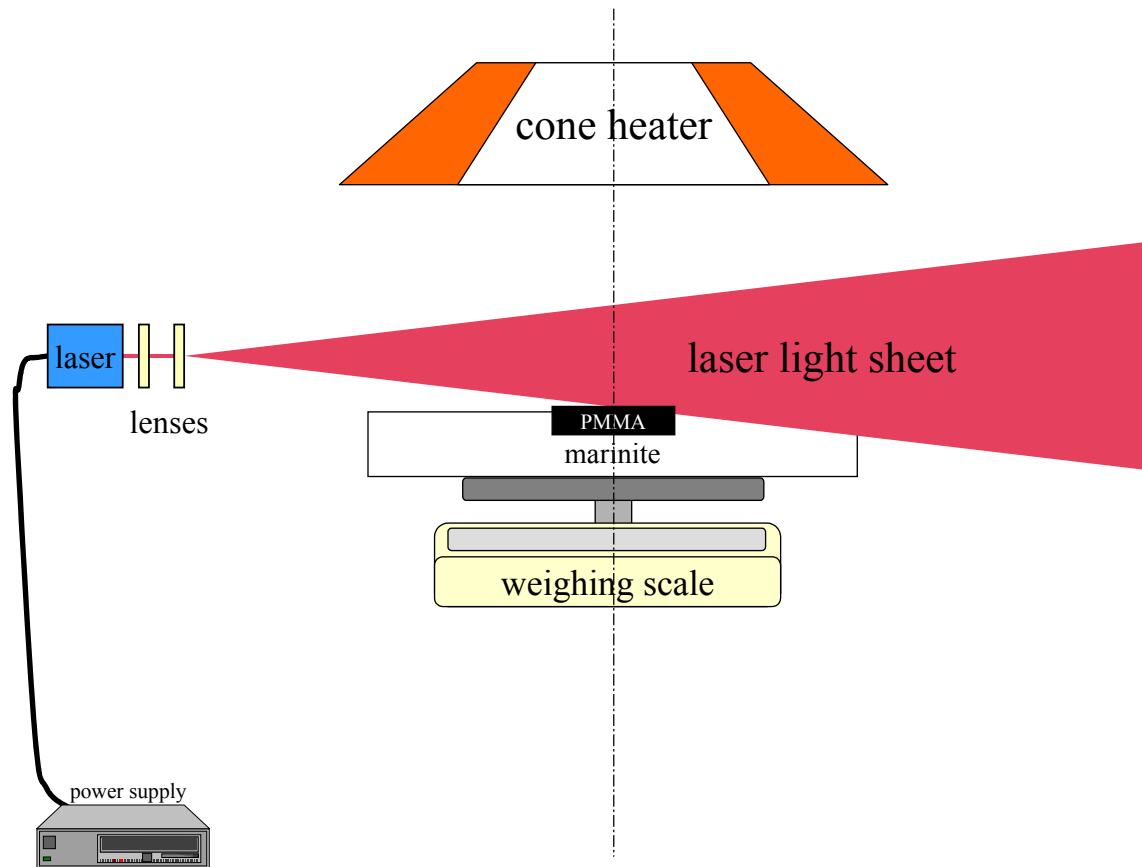 cone heater
laser
laser light sheet
lenses
PMMA
marinite
weighing scale
power supply